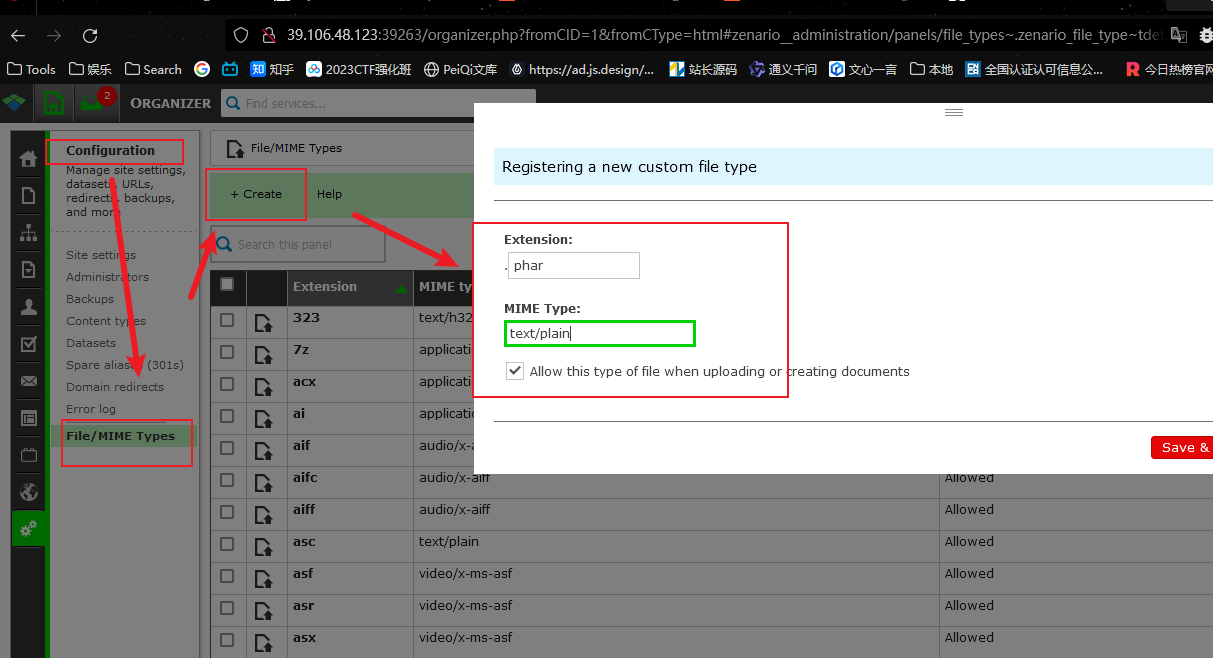 39.106.48.123:39263/organizer.php?fromCID=1&fromCType=html#zenario__administration/panels/file_types~.zenario_file_type~tdet
Tools 娱乐 Search 知乎 2023CTF强化班 PeiQi文库 https://ad.js.design/... 站长源码 通义千问 文心一言 本地 全国认证认可信息公... 今日热榜官网
2 ORGANIZER Find services...
Configuration
Manage site settings,
datasets, URLs,
redirects, backups,
and more
Site settings
Administrators
Backups
Content types
Datasets
Spare aliases (301s)
Domain redirects
Error log
File/MIME Types
File/MIME Types
+ Create Help
Search this panel
Extension MIME ty
323 text/h32
7z applicati
acx applicati
ai applicati
aif audio/x-a
aifc audio/x-aiff Allowed
aiff audio/x-aiff Allowed
asc text/plain Allowed
asf video/x-ms-asf Allowed
asr video/x-ms-asf Allowed
asx video/x-ms-asf Allowed
Registering a new custom file type
Extension:
. phar
MIME Type:
text/plain
Allow this type of file when uploading or creating documents
Save &